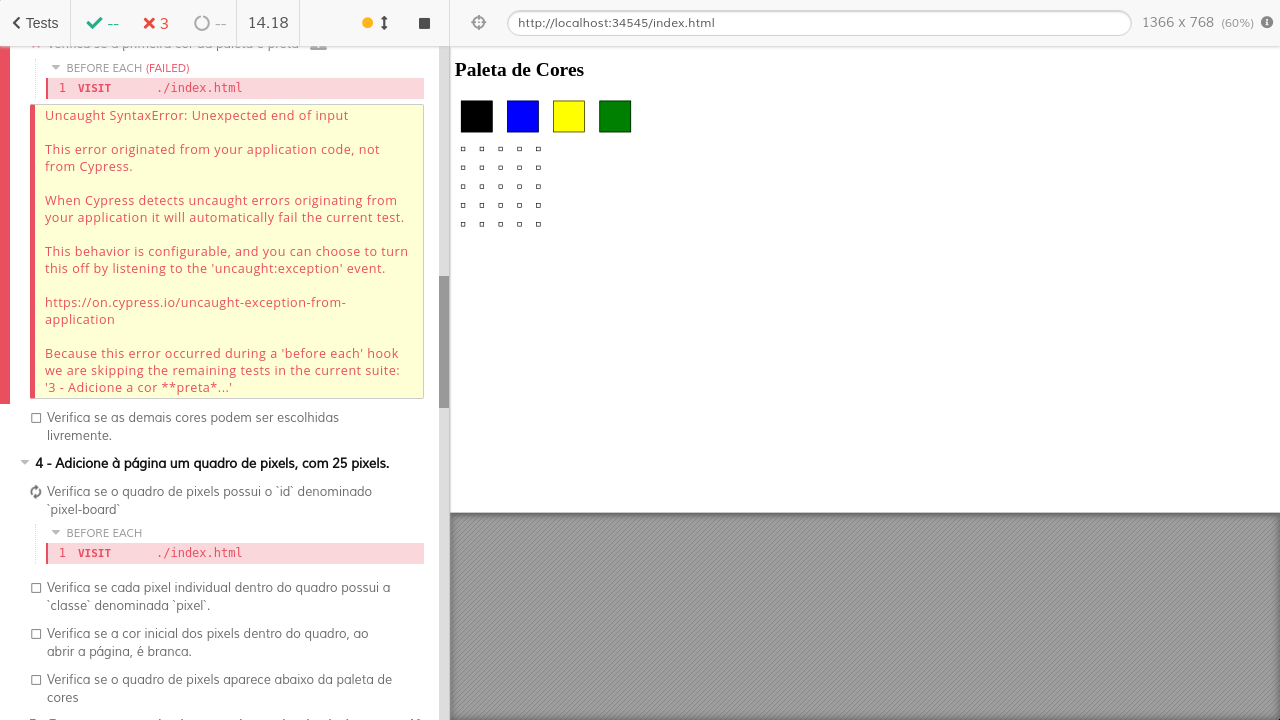 Tests
--
3
--
14.18
http://localhost:34545/index.html
1366 x 768 (60%)
Verifica se a primeira cor da paleta é preta
BEFORE EACH (FAILED)
1 VISIT ./index.html
Uncaught SyntaxError: Unexpected end of input
This error originated from your application code, not
from Cypress.
When Cypress detects uncaught errors originating from
your application it will automatically fail the current test.
This behavior is configurable, and you can choose to turn
this off by listening to the 'uncaught:exception' event.
https://on.cypress.io/uncaught-exception-from-
application
Because this error occurred during a 'before each' hook
we are skipping the remaining tests in the current suite:
'3 - Adicione a cor **preta*...'
Verifica se as demais cores podem ser escolhidas
livremente.
4 - Adicione à página um quadro de pixels, com 25 pixels.
Verifica se o quadro de pixels possui o `id` denominado
`pixel-board`
BEFORE EACH
1 VISIT ./index.html
Verifica se cada pixel individual dentro do quadro possui a
`classe` denominada `pixel`.
Verifica se a cor inicial dos pixels dentro do quadro, ao
abrir a página, é branca.
Verifica se o quadro de pixels aparece abaixo da paleta de
cores
Paleta de Cores